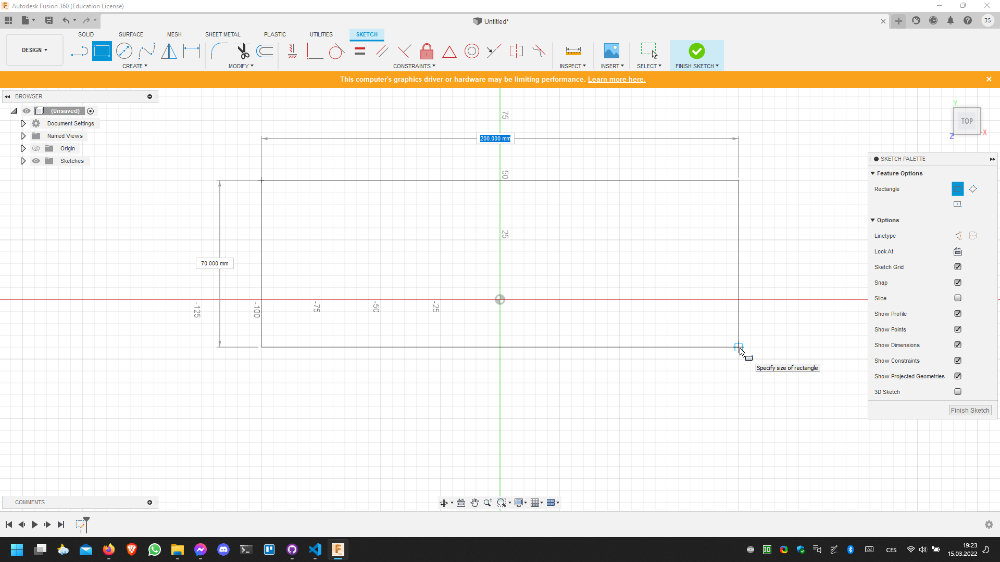 Autodesk Fusion 360 (Education License)
Untitled*
JS
DESIGN
SOLID
SURFACE
MESH
SHEET METAL
PLASTIC
UTILITIES
SKETCH
CREATE
MODIFY
CONSTRAINTS
INSPECT
INSERT
SELECT
FINISH SKETCH
This computer's graphics driver or hardware may be limiting performance. Learn more here.
BROWSER
(Unsaved)
Document Settings
Named Views
Origin
Sketches
75
200.000 mm
50
25
70.000 mm
-125
-100
-75
-50
-25
Specify size of rectangle
Y
TOP
X
Z
SKETCH PALETTE
Feature Options
Rectangle
Options
Linetype
Look At
Sketch Grid
Snap
Slice
Show Profile
Show Points
Show Dimensions
Show Constraints
Show Projected Geometries
3D Sketch
Finish Sketch
COMMENTS
ID
CES
19:23
15.03.2022